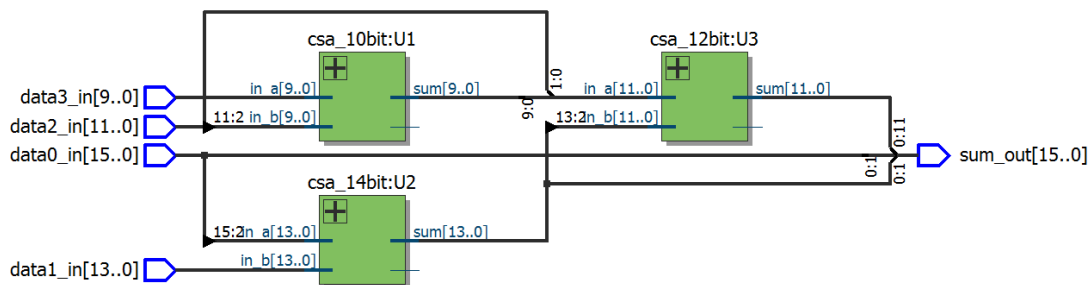 csa_10bit:U1
csa_12bit:U3
data3_in[9..0]
in_a[9..0]
sum[9..0]
9:0
1:0
in_a[11..0]
sum[11..0]
data2_in[11..0]
11:2
in_b[9..0]
13:2
in_b[11..0]
0:11
data0_in[15..0]
0:1
0:1
sum_out[15..0]
csa_14bit:U2
15:2
in_a[13..0]
sum[13..0]
data1_in[13..0]
in_b[13..0]